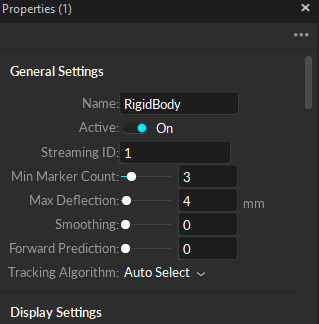 Properties (1)
General Settings
Name: RigidBody
Active: On
Streaming ID: 1
Min Marker Count: 3
Max Deflection: 4 mm
Smoothing: 0
Forward Prediction: 0
Tracking Algorithm: Auto Select
Display Settings